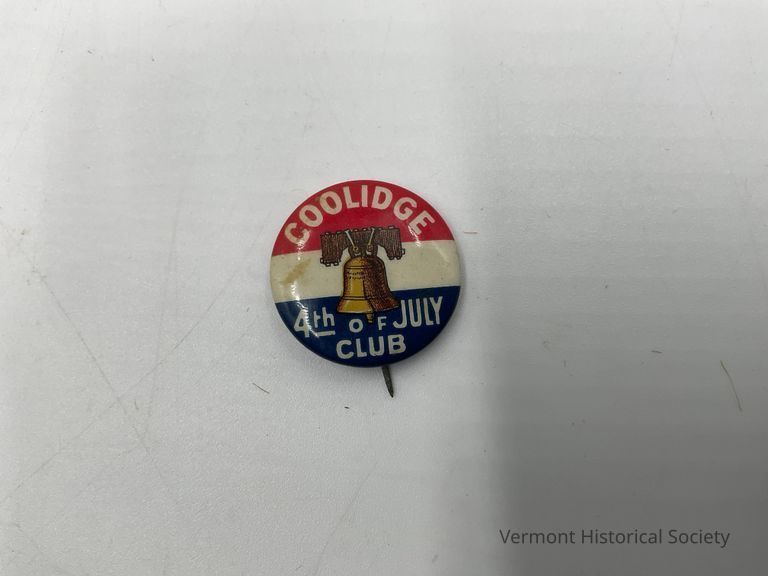 COOLIDGE
4th OF JULY
CLUB
Vermont Historical Society